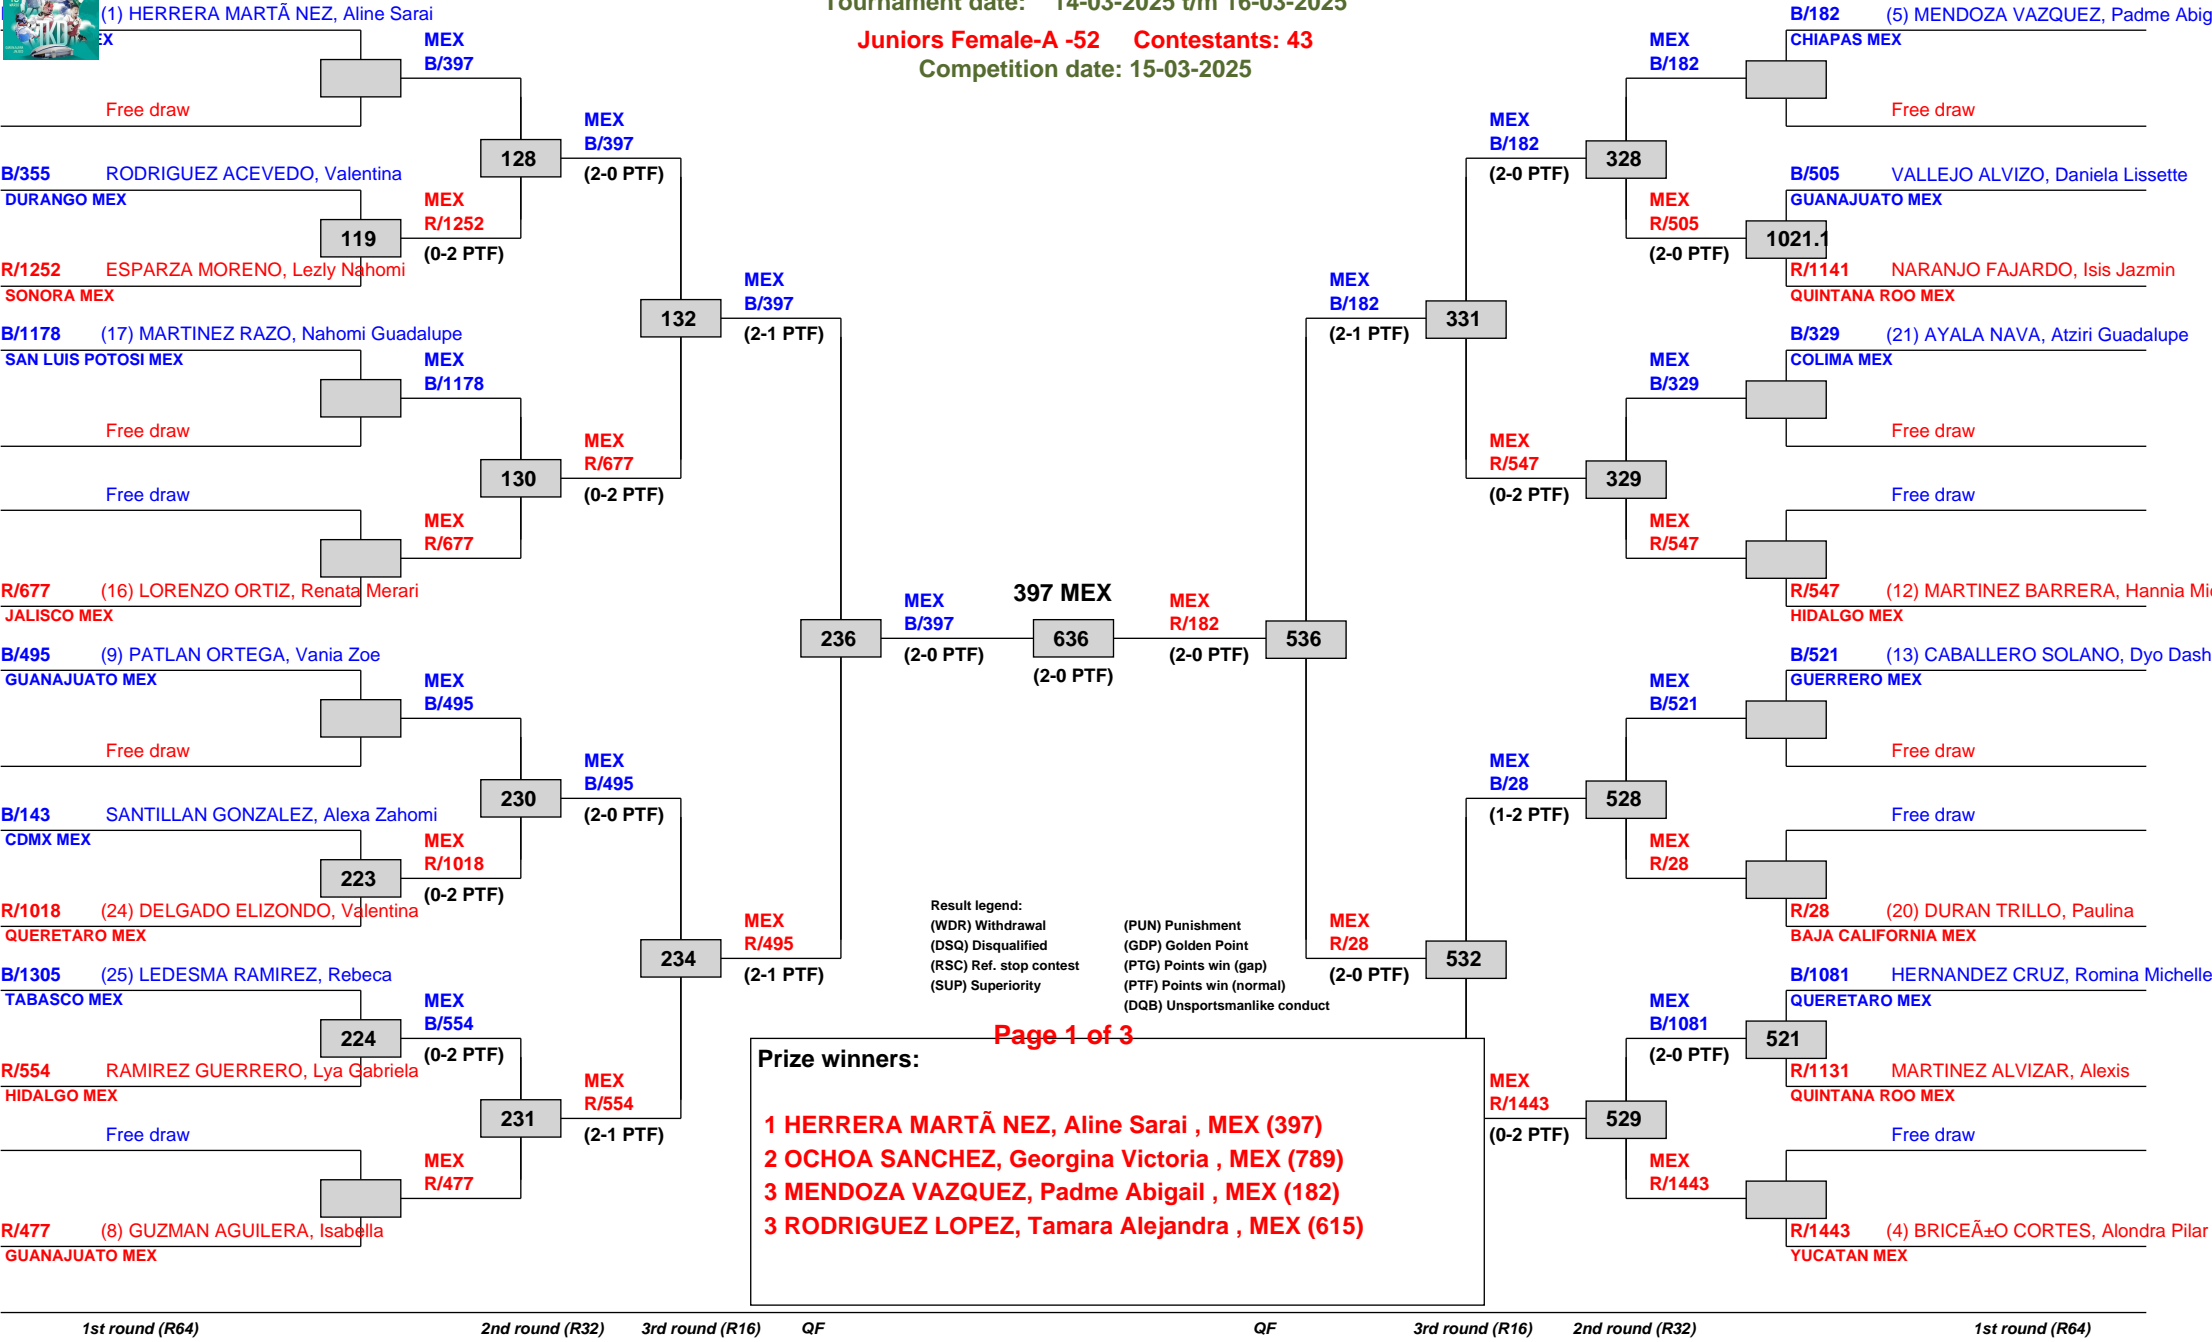 Tournament date: 14-03-2025 t/m 16-03-2025
Juniors Female-A -52 Contestants: 43
Competition date: 15-03-2025
TKD
(1) HERRERA MARTÃ NEZ, Aline Sarai
EX
Free draw
B/355 RODRIGUEZ ACEVEDO, Valentina
DURANGO MEX
119
R/1252 ESPARZA MORENO, Lezly Nahomi
SONORA MEX
B/1178 (17) MARTINEZ RAZO, Nahomi Guadalupe
SAN LUIS POTOSI MEX
Free draw
Free draw
R/677 (16) LORENZO ORTIZ, Renata Merari
JALISCO MEX
B/495 (9) PATLAN ORTEGA, Vania Zoe
GUANAJUATO MEX
Free draw
B/143 SANTILLAN GONZALEZ, Alexa Zahomi
CDMX MEX
223
R/1018 (24) DELGADO ELIZONDO, Valentina
QUERETARO MEX
B/1305 (25) LEDESMA RAMIREZ, Rebeca
TABASCO MEX
224
R/554 RAMIREZ GUERRERO, Lya Gabriela
HIDALGO MEX
Free draw
R/477 (8) GUZMAN AGUILERA, Isabella
GUANAJUATO MEX
MEX
B/397
128
MEX
R/1252
(0-2 PTF)
MEX
B/1178
130
MEX
R/677
MEX
B/495
230
MEX
R/1018
(0-2 PTF)
MEX
B/554
(0-2 PTF)
231
MEX
R/477
MEX
B/397
(2-0 PTF)
132
MEX
R/677
(0-2 PTF)
MEX
B/495
(2-0 PTF)
234
MEX
R/554
(2-1 PTF)
MEX
B/397
(2-1 PTF)
236
MEX
R/495
(2-1 PTF)
MEX
B/397
(2-0 PTF)
397 MEX
636
(2-0 PTF)
MEX
R/182
(2-0 PTF)
536
MEX
B/182
(2-1 PTF)
331
MEX
R/28
(2-0 PTF)
532
MEX
B/182
(2-0 PTF)
328
MEX
R/547
(0-2 PTF)
329
MEX
B/28
(1-2 PTF)
528
MEX
R/1443
(0-2 PTF)
529
MEX
B/182
MEX
R/505
(2-0 PTF)
MEX
B/329
MEX
R/547
MEX
B/521
MEX
R/28
MEX
B/1081
(2-0 PTF)
MEX
R/1443
B/182 (5) MENDOZA VAZQUEZ, Padme Abig
CHIAPAS MEX
Free draw
B/505 VALLEJO ALVIZO, Daniela Lissette
GUANAJUATO MEX
1021.1
R/1141 NARANJO FAJARDO, Isis Jazmin
QUINTANA ROO MEX
B/329 (21) AYALA NAVA, Atziri Guadalupe
COLIMA MEX
Free draw
Free draw
R/547 (12) MARTINEZ BARRERA, Hannia Mi
HIDALGO MEX
B/521 (13) CABALLERO SOLANO, Dyo Dash
GUERRERO MEX
Free draw
Free draw
R/28 (20) DURAN TRILLO, Paulina
BAJA CALIFORNIA MEX
B/1081 HERNANDEZ CRUZ, Romina Michelle
QUERETARO MEX
521
R/1131 MARTINEZ ALVIZAR, Alexis
QUINTANA ROO MEX
Free draw
R/1443 (4) BRICEÃ±O CORTES, Alondra Pilar
YUCATAN MEX
Result legend:
(WDR) Withdrawal (PUN) Punishment
(DSQ) Disqualified (GDP) Golden Point
(RSC) Ref. stop contest (PTG) Points win (gap)
(SUP) Superiority (PTF) Points win (normal)
(DQB) Unsportsmanlike conduct
Page 1 of 3
Prize winners:
1 HERRERA MARTÃ NEZ, Aline Sarai , MEX (397)
2 OCHOA SANCHEZ, Georgina Victoria , MEX (789)
3 MENDOZA VAZQUEZ, Padme Abigail , MEX (182)
3 RODRIGUEZ LOPEZ, Tamara Alejandra , MEX (615)
1st round (R64) 2nd round (R32) 3rd round (R16) QF QF 3rd round (R16) 2nd round (R32) 1st round (R64)